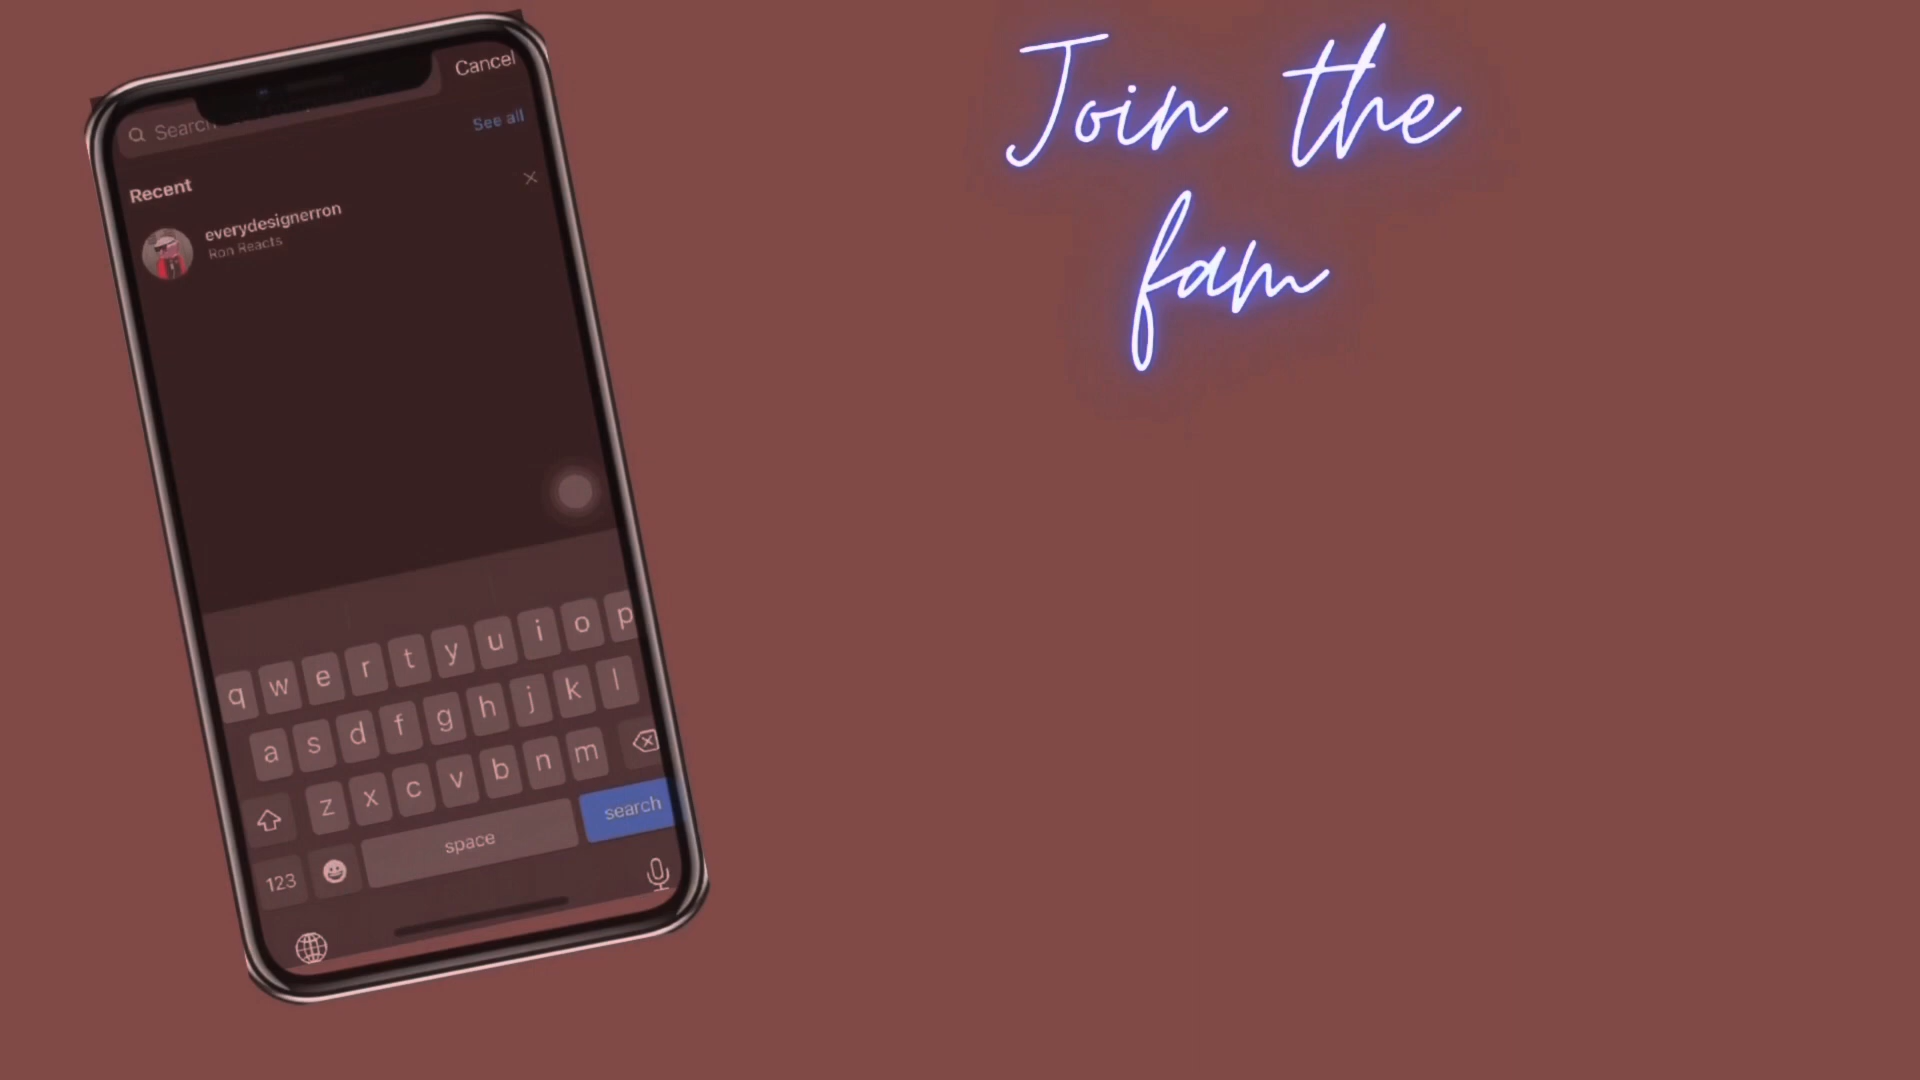 Cancel
Search
See all
Recent
everydesignerron
Ron Reacts
q w e r t y u i o p
a s d f g h j k l
z x c v b n m
123
space
search
Join the
fam